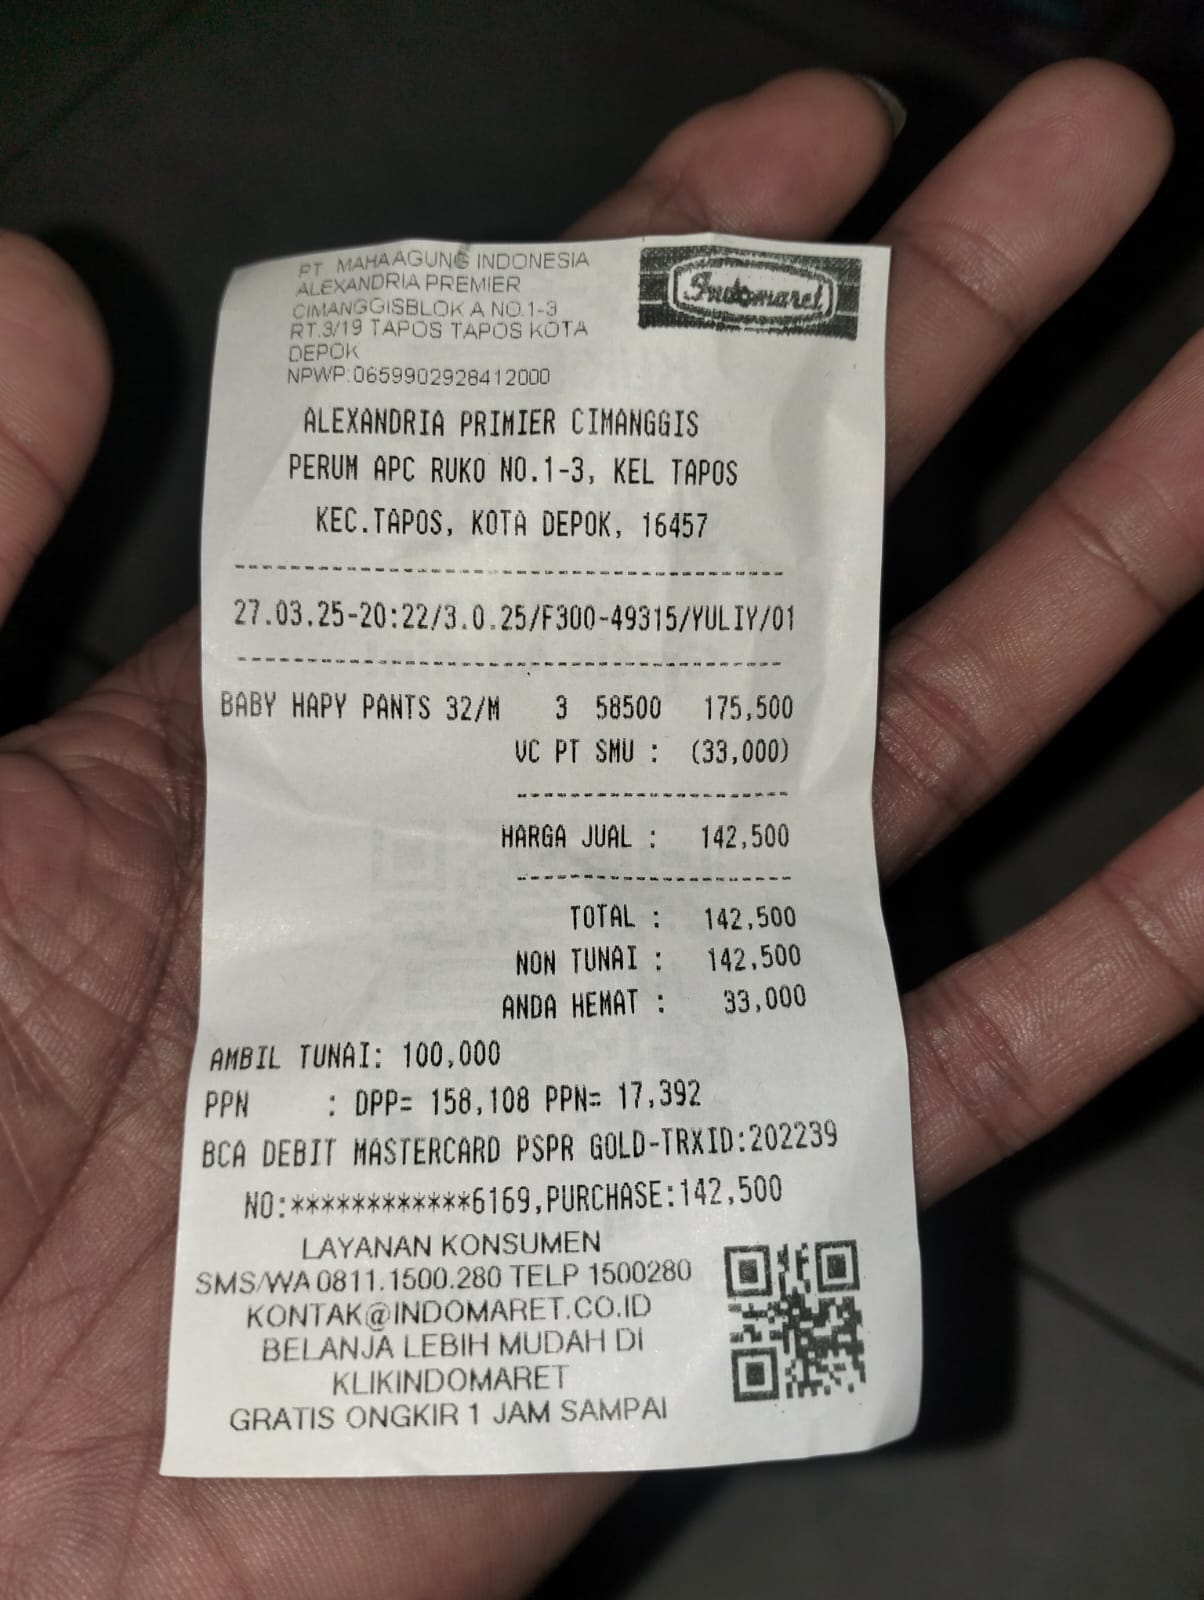 PT. MAHAAGUNG INDONESIA
ALEXANDRIA PREMIER
CIMANGGISBLOK A NO.1-3
RT.3/19 TAPOS TAPOS KOTA
DEPOK
NPWP:0659902928412000
Indomaret
ALEXANDRIA PRIMIER CIMANGGIS
PERUM APC RUKO NO.1-3, KEL TAPOS
KEC.TAPOS, KOTA DEPOK, 16457
27.03.25-20:22/3.0.25/F300-49315/YULIY/01
BABY HAPY PANTS 32/M 3 58500 175,500
VC PT SMU : (33,000)
HARGA JUAL : 142,500
TOTAL : 142,500
NON TUNAI : 142,500
ANDA HEMAT : 33,000
AMBIL TUNAI: 100,000
PPN : DPP= 158,108 PPN= 17,392
BCA DEBIT MASTERCARD PSPR GOLD-TRXID:202239
NO:************6169,PURCHASE:142,500
LAYANAN KONSUMEN
SMS/WA 0811.1500.280 TELP 1500280
KONTAK@INDOMARET.CO.ID
BELANJA LEBIH MUDAH DI
KLIKINDOMARET
GRATIS ONGKIR 1 JAM SAMPAI